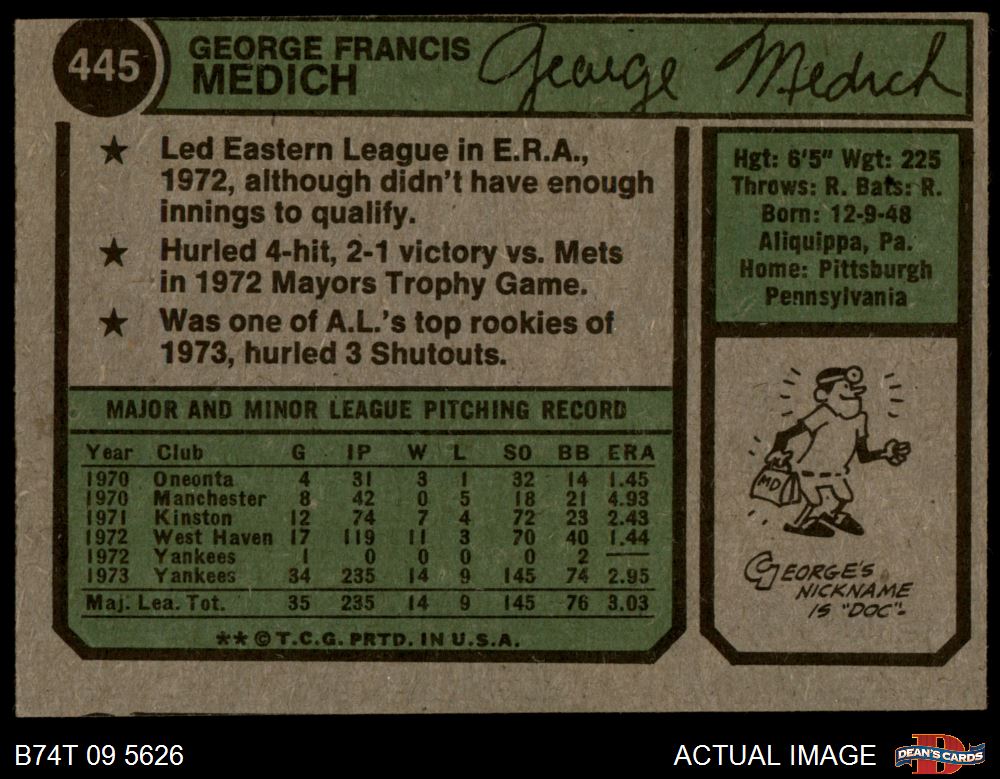 445
GEORGE FRANCIS
MEDICH
George Medich
★ Led Eastern League in E.R.A.,
1972, although didn't have enough
innings to qualify.
★ Hurled 4-hit, 2-1 victory vs. Mets
in 1972 Mayors Trophy Game.
★ Was one of A.L.'s top rookies of
1973, hurled 3 Shutouts.
MAJOR AND MINOR LEAGUE PITCHING RECORD
Year Club G IP W L SO BB ERA
1970 Oneonta 4 31 3 1 32 14 1.45
1970 Manchester 8 42 0 5 18 21 4.93
1971 Kinston 12 74 7 4 72 23 2.43
1972 West Haven 17 119 11 3 70 40 1.44
1972 Yankees 1 0 0 0 0 2 —
1973 Yankees 34 235 14 9 145 74 2.95
Maj. Lea. Tot. 35 235 14 9 145 76 3.03
**©T.C.G. PRTD. IN U.S.A.
Hgt: 6'5" Wgt: 225
Throws: R. Bats: R.
Born: 12-9-48
Aliquippa, Pa.
Home: Pittsburgh
Pennsylvania
MD
GEORGE'S
NICKNAME
IS "DOC"-
B74T 09 5626
ACTUAL IMAGE
DEAN'S CARDS